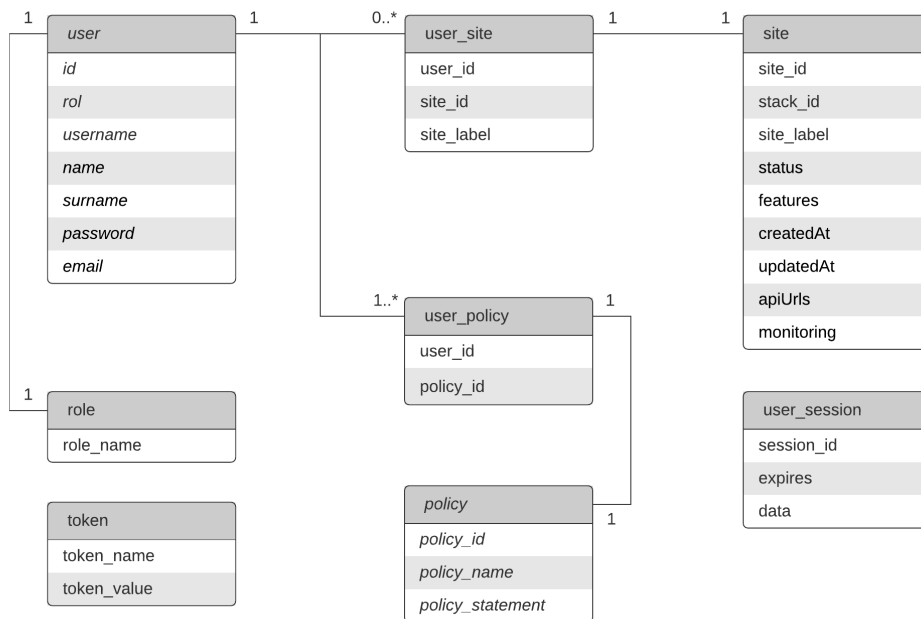 1
user
1
id
rol
username
name
surname
password
email
0..*
user_site
1
user_id
site_id
site_label
1
site
site_id
stack_id
site_label
status
features
createdAt
updatedAt
apiUrls
monitoring
1..*
user_policy
1
user_id
policy_id
1
role
role_name
token
token_name
token_value
policy
1
policy_id
policy_name
policy_statement
user_session
session_id
expires
data